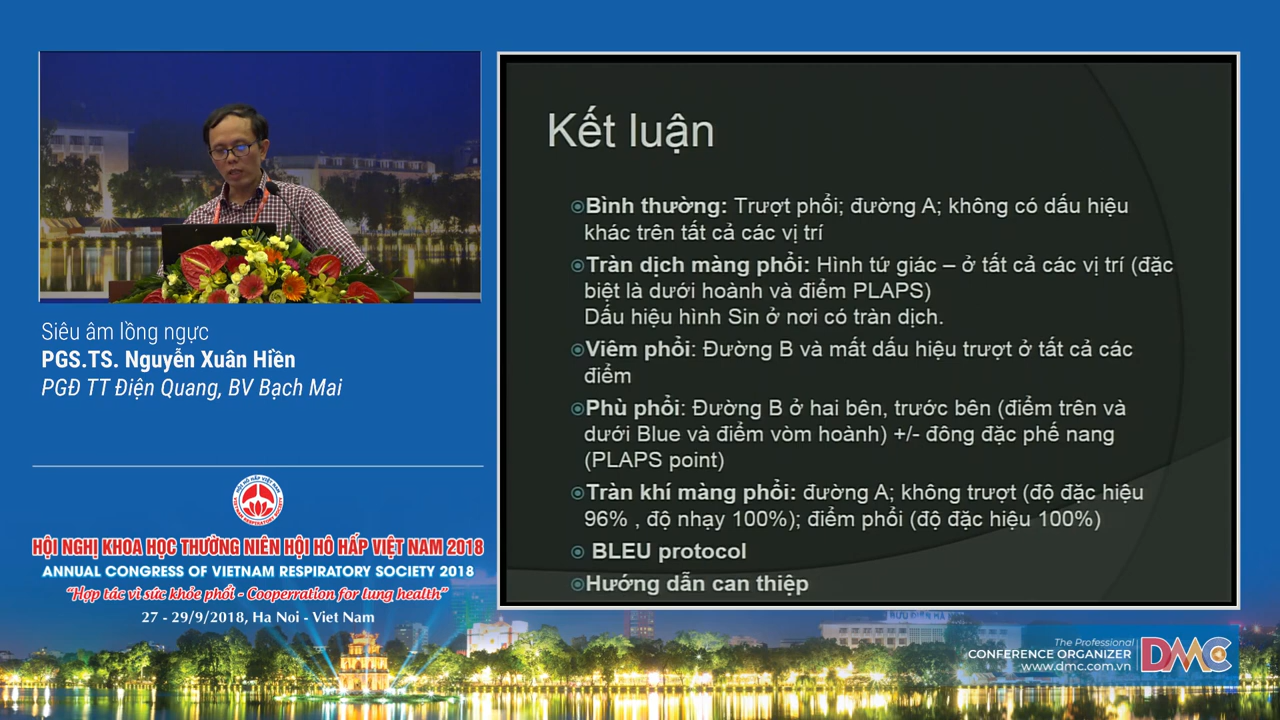 Siêu âm lồng ngực
PGS.TS. Nguyễn Xuân Hiền
PGĐ TT Điện Quang, BV Bạch Mai
HỘI HÔ HẤP VIỆT NAM
VIETNAM RESPIRATORY SOCIETY
HỘI NGHỊ KHOA HỌC THƯỜNG NIÊN HỘI HÔ HẤP VIỆT NAM 2018
ANNUAL CONGRESS OF VIETNAM RESPIRATORY SOCIETY 2018
“Hợp tác vì sức khỏe phổi - Cooperration for lung health”
27 - 29/9/2018, Ha Noi - Viet Nam
Kết luận
Bình thường: Trượt phổi; đường A; không có dấu hiệu
khác trên tất cả các vị trí
Tràn dịch màng phổi: Hình tứ giác – ở tất cả các vị trí (đặc
biệt là dưới hoành và điểm PLAPS)
Dấu hiệu hình Sin ở nơi có tràn dịch.
Viêm phổi: Đường B và mất dấu hiệu trượt ở tất cả các
điểm
Phù phổi: Đường B ở hai bên, trước bên (điểm trên và
dưới Blue và điểm vòm hoành) +/- đông đặc phế nang
(PLAPS point)
Tràn khí màng phổi: đường A; không trượt (độ đặc hiệu
96% , độ nhạy 100%); điểm phổi (độ đặc hiệu 100%)
BLEU protocol
Hướng dẫn can thiệp
The Professional
CONFERENCE ORGANIZER
www.dmc.com.vn
DMC